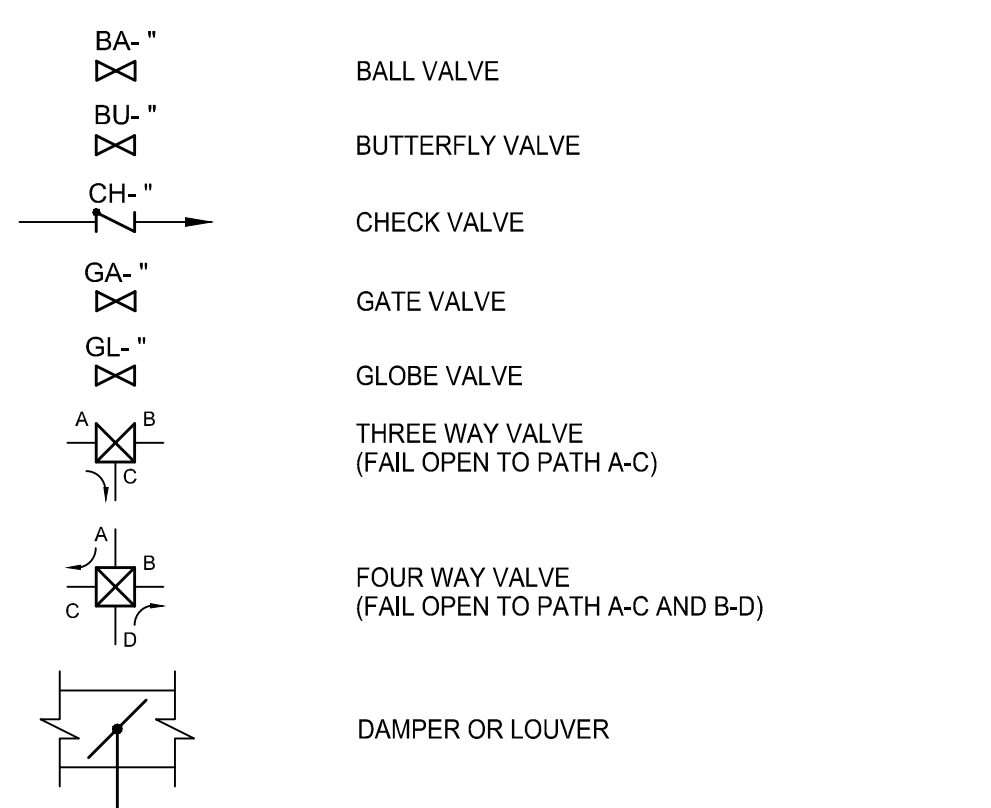 BA- "
BALL VALVE
BU- "
BUTTERFLY VALVE
CH- "
CHECK VALVE
GA- "
GATE VALVE
GL- "
GLOBE VALVE
A B
C
THREE WAY VALVE
(FAIL OPEN TO PATH A-C)
A
B
C
D
FOUR WAY VALVE
(FAIL OPEN TO PATH A-C AND B-D)
DAMPER OR LOUVER